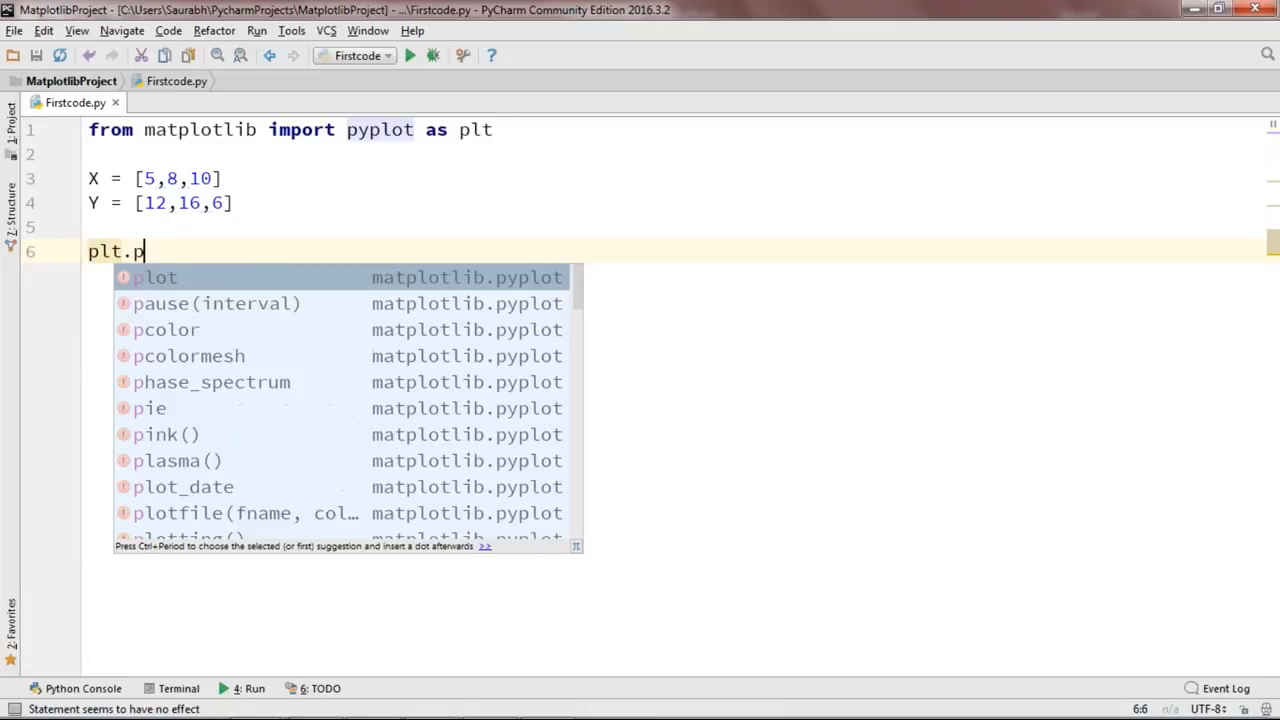 MatplotlibProject - [C:\Users\Saurabh\PycharmProjects\MatplotlibProject] - ...\Firstcode.py - PyCharm Community Edition 2016.3.2
File Edit View Navigate Code Refactor Run Tools VCS Window Help
Firstcode
MatplotlibProject Firstcode.py
Firstcode.py
1: Project
Z: Structure
2: Favorites
1 from matplotlib import pyplot as plt
2
3 X = [5,8,10]
4 Y = [12,16,6]
5
6 plt.p
plot matplotlib.pyplot
pause(interval) matplotlib.pyplot
pcolor matplotlib.pyplot
pcolormesh matplotlib.pyplot
phase_spectrum matplotlib.pyplot
pie matplotlib.pyplot
pink() matplotlib.pyplot
plasma() matplotlib.pyplot
plot_date matplotlib.pyplot
plotfile(fname, col… matplotlib.pyplot
plotting() matplotlib.pyplot
Press Ctrl+Period to choose the selected (or first) suggestion and insert a dot afterwards >> π
Python Console Terminal 4: Run 6: TODO Event Log
Statement seems to have no effect 6:6 n/a UTF-8